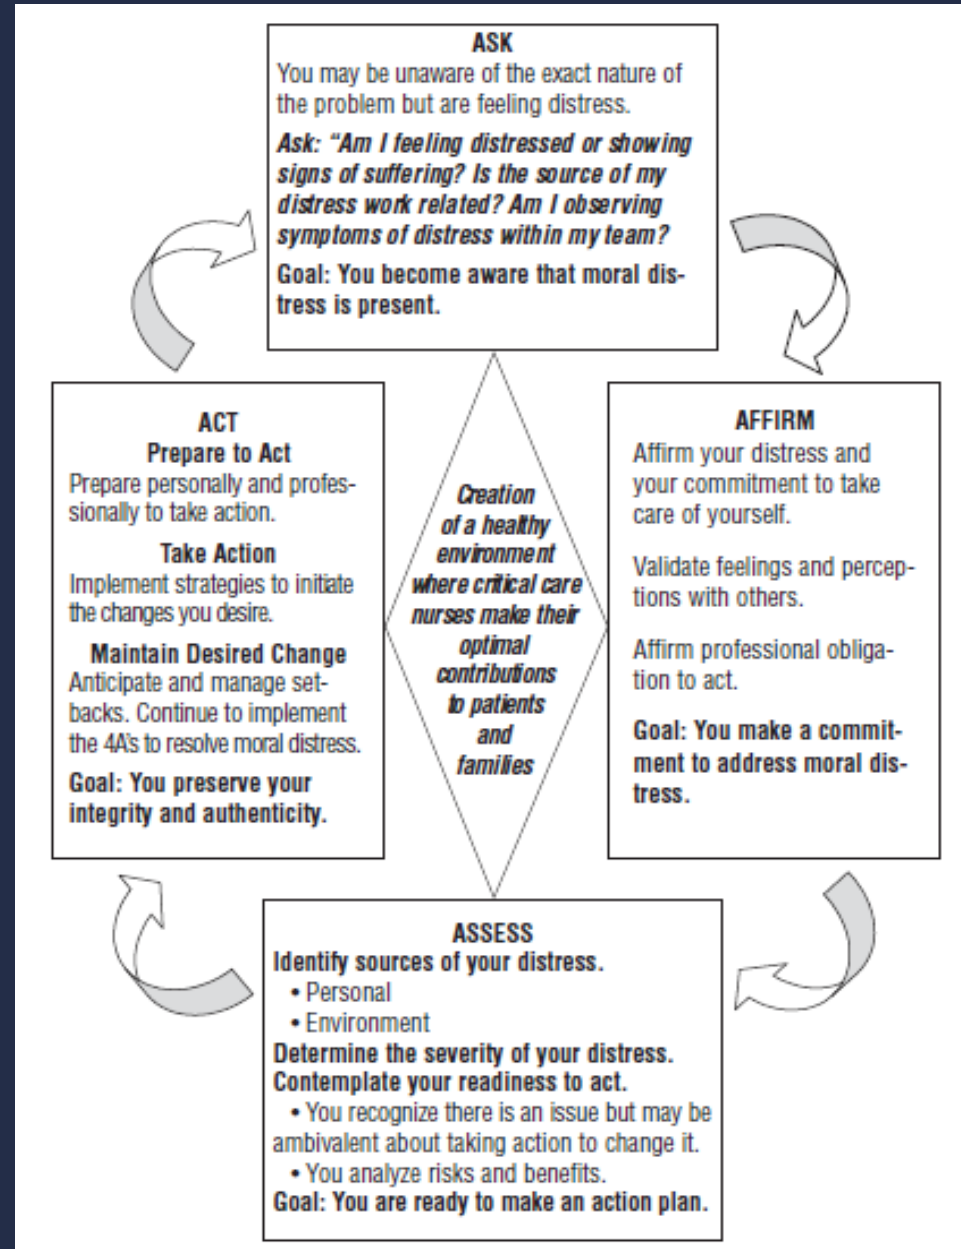 ASK
You may be unaware of the exact nature of
the problem but are feeling distress.
Ask: “Am I feeling distressed or showing
signs of suffering? Is the source of my
distress work related? Am I observing
symptoms of distress within my team?
Goal: You become aware that moral dis-
tress is present.
AFFIRM
Affirm your distress and
your commitment to take
care of yourself.
Validate feelings and percep-
tions with others.
Affirm professional obliga-
tion to act.
Goal: You make a commit-
ment to address moral dis-
tress.
ASSESS
Identify sources of your distress.
• Personal
• Environment
Determine the severity of your distress.
Contemplate your readiness to act.
• You recognize there is an issue but may be
ambivalent about taking action to change it.
• You analyze risks and benefits.
Goal: You are ready to make an action plan.
ACT
Prepare to Act
Prepare personally and profes-
sionally to take action.
Take Action
Implement strategies to initiate
the changes you desire.
Maintain Desired Change
Anticipate and manage set-
backs. Continue to implement
the 4A’s to resolve moral distress.
Goal: You preserve your
integrity and authenticity.
Creation
of a healthy
environment
where critical care
nurses make their
optimal
contributions
to patients
and
families